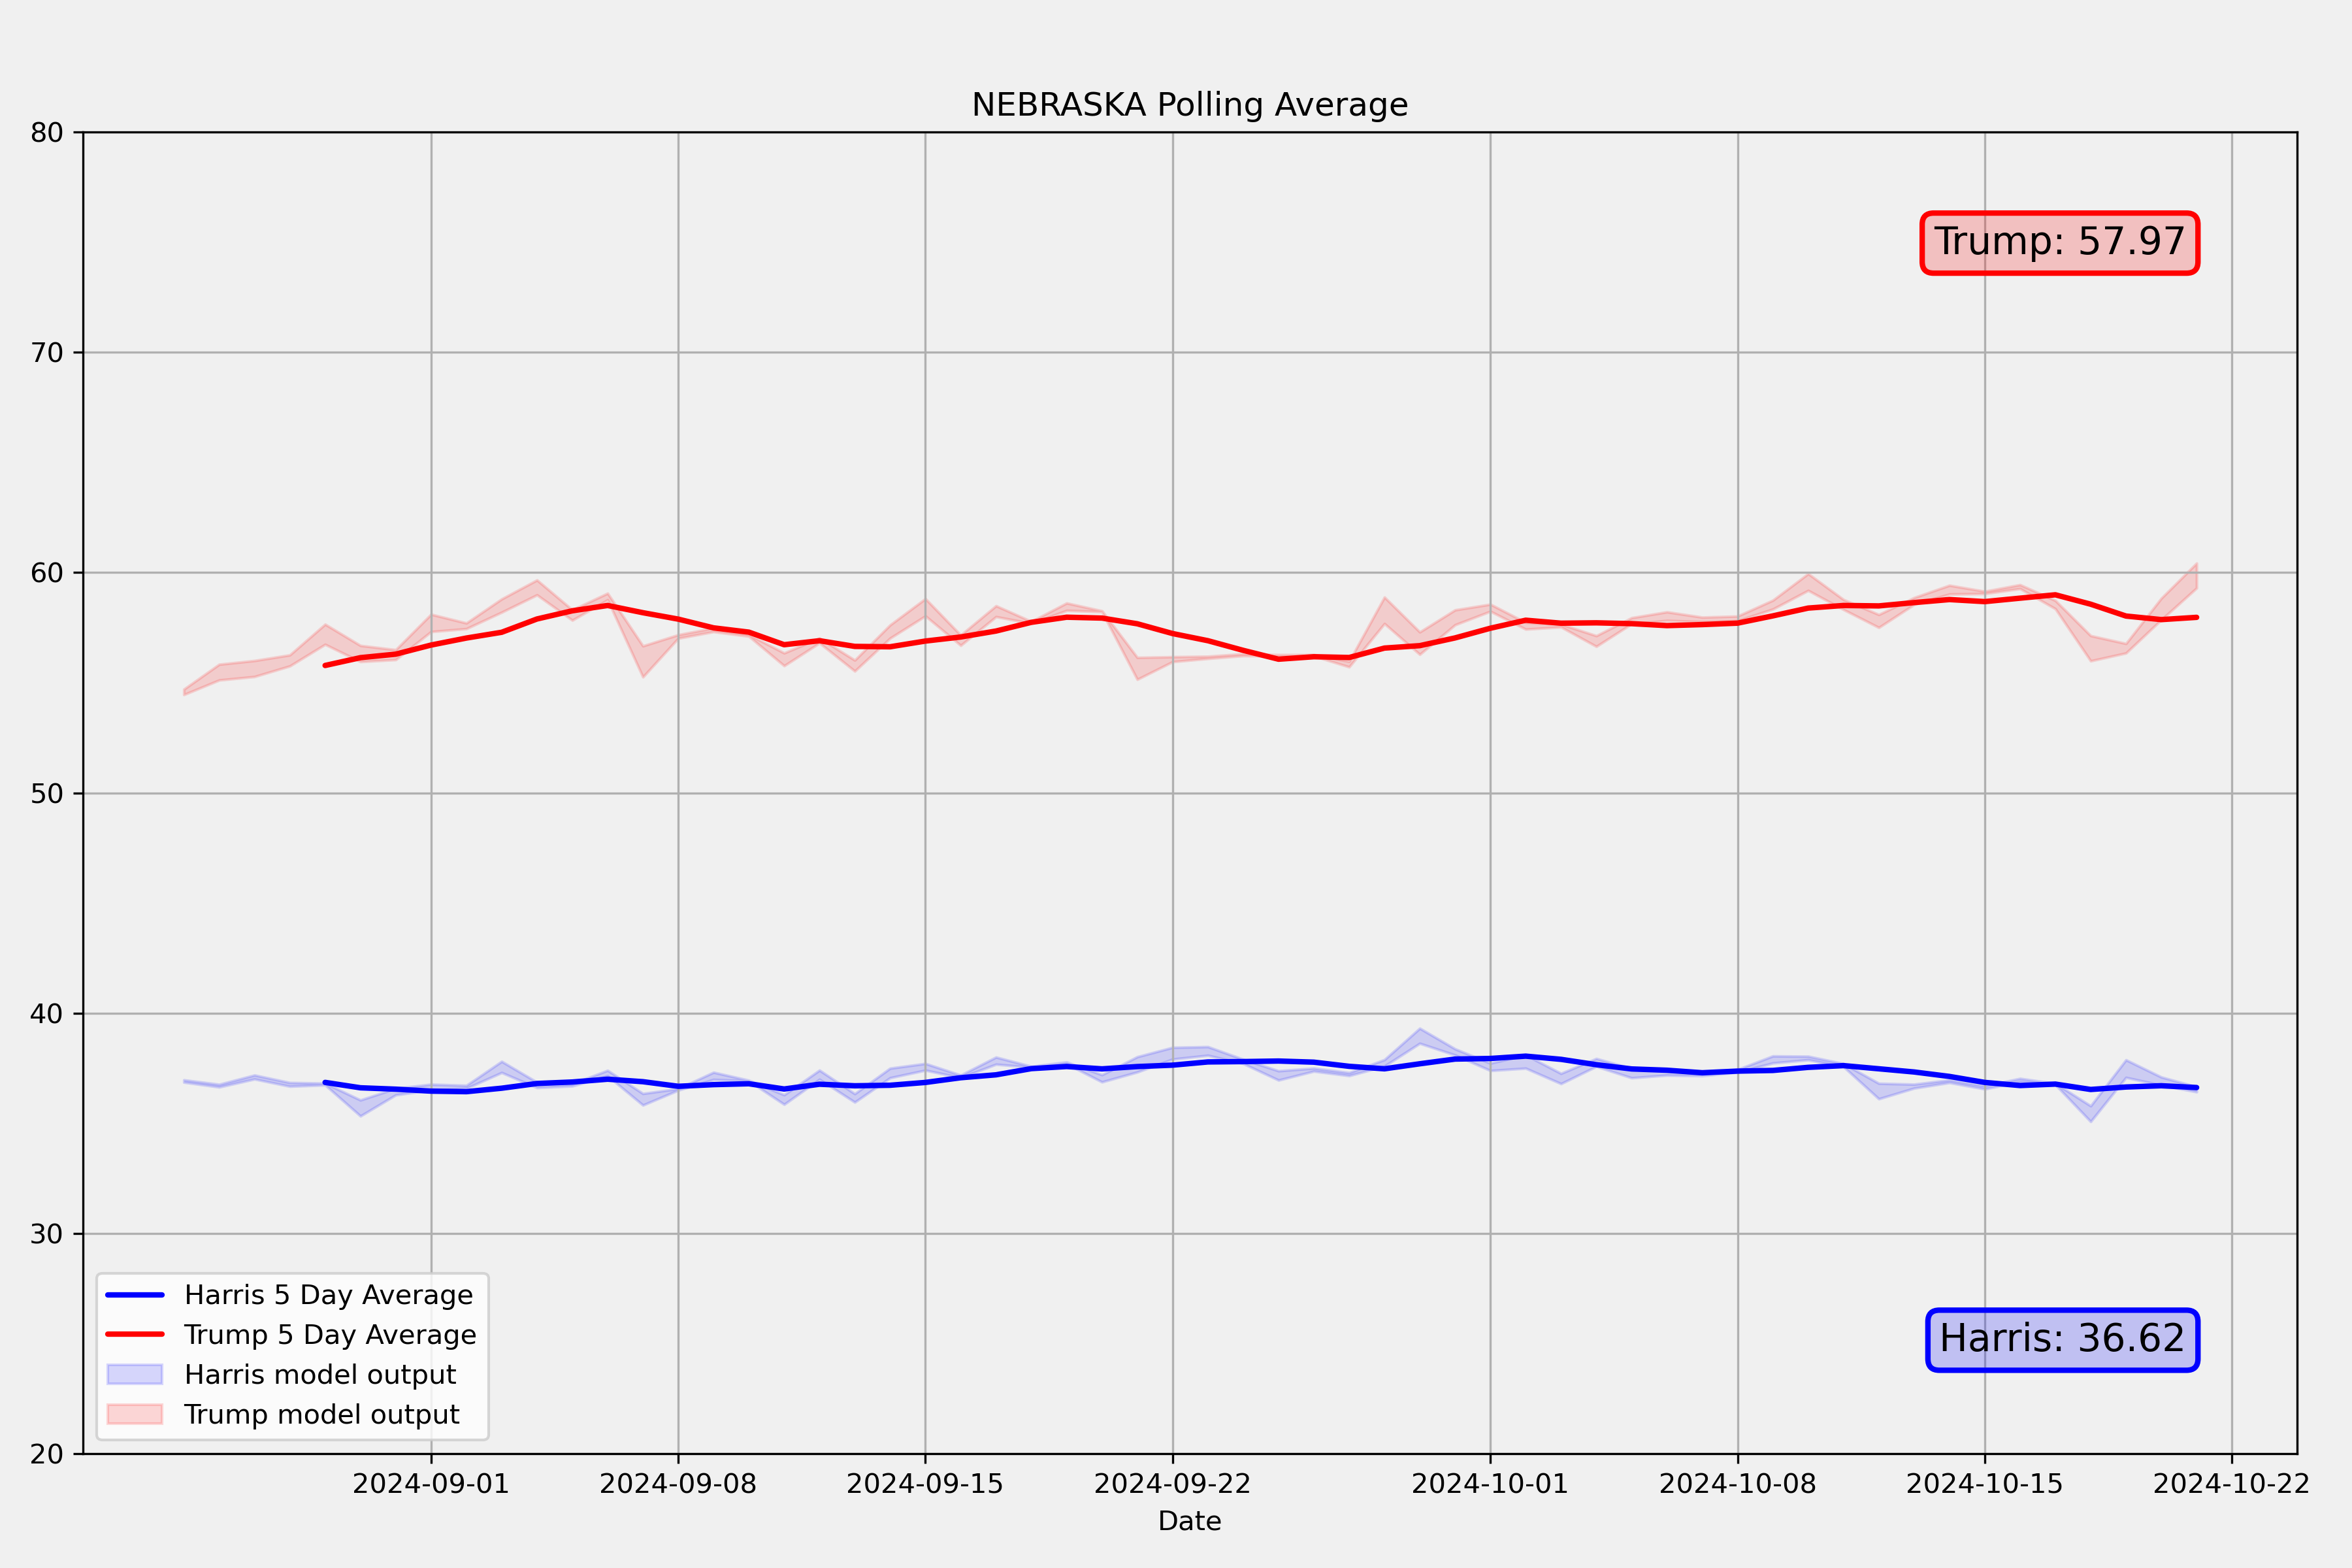 NEBRASKA Polling Average
80
70
60
50
40
30
20
Trump: 57.97
Harris: 36.62
Harris 5 Day Average
Trump 5 Day Average
Harris model output
Trump model output
2024-09-01
2024-09-08
2024-09-15
2024-09-22
2024-10-01
2024-10-08
2024-10-15
2024-10-22
Date